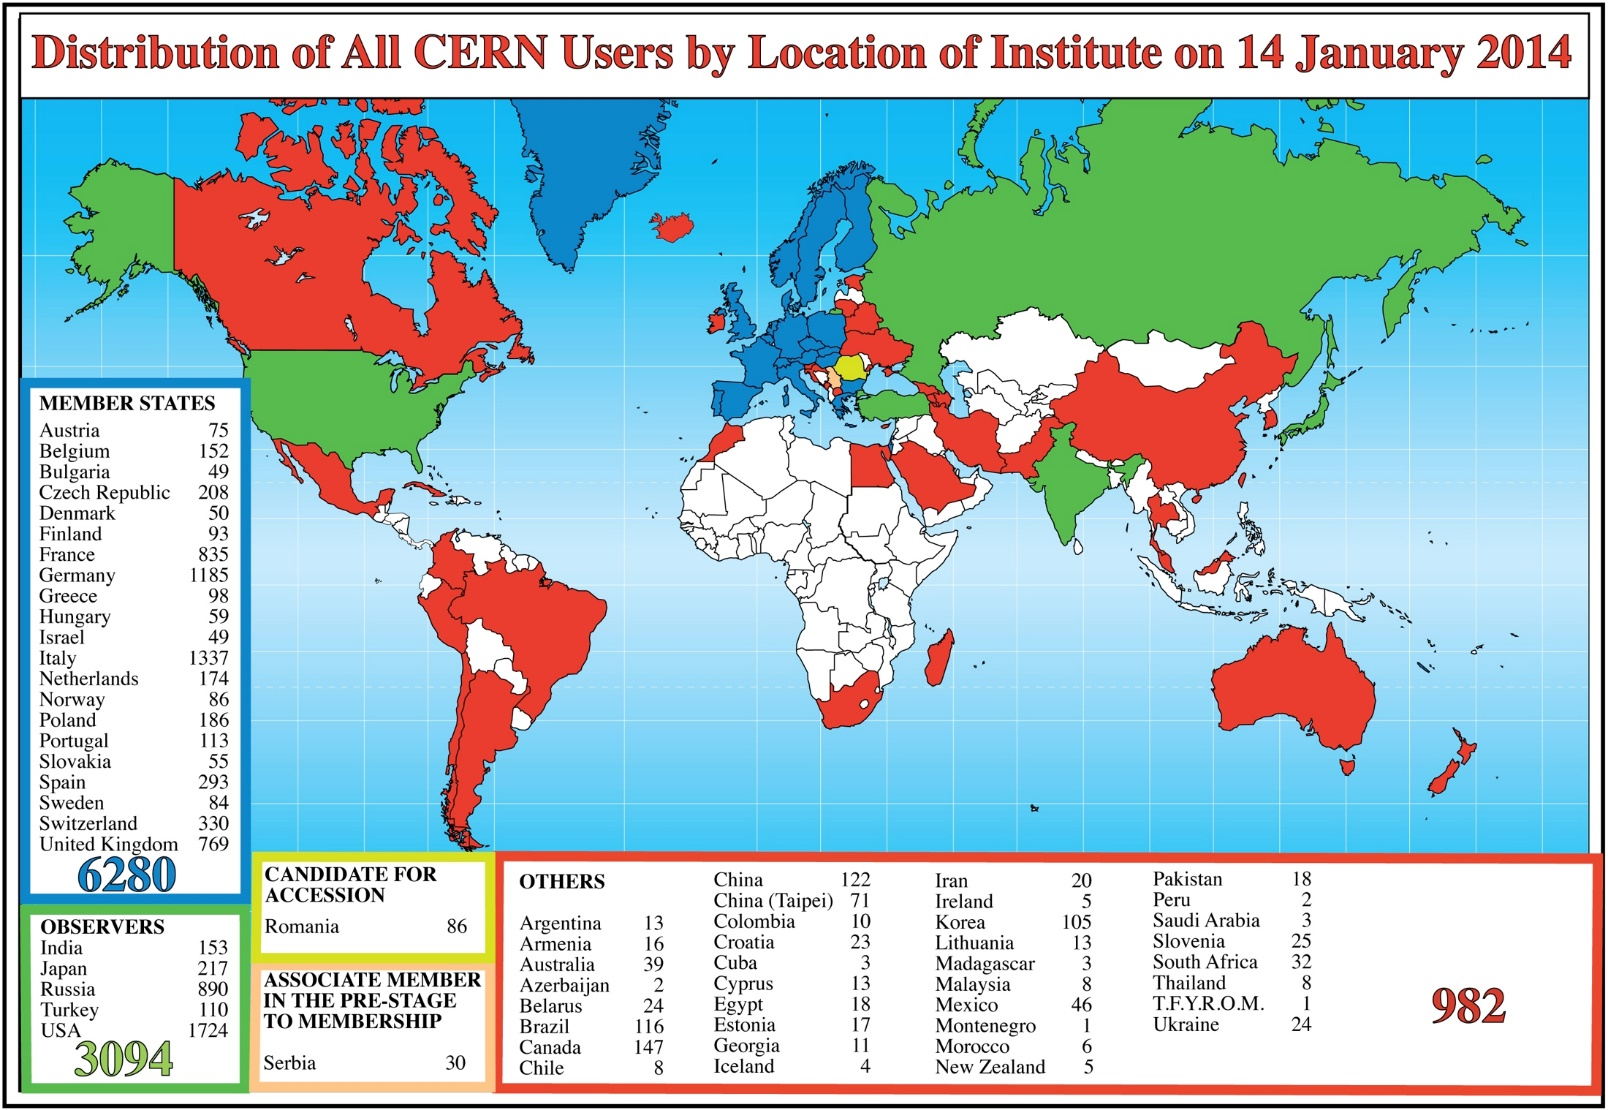 Distribution of All CERN Users by Location of Institute on 14 January 2014
MEMBER STATES
Austria 75
Belgium 152
Bulgaria 49
Czech Republic 208
Denmark 50
Finland 93
France 835
Germany 1185
Greece 98
Hungary 59
Israel 49
Italy 1337
Netherlands 174
Norway 86
Poland 186
Portugal 113
Slovakia 55
Spain 293
Sweden 84
Switzerland 330
United Kingdom 769
6280
OBSERVERS
India 153
Japan 217
Russia 890
Turkey 110
USA 1724
3094
CANDIDATE FOR
ACCESSION
Romania 86
ASSOCIATE MEMBER
IN THE PRE-STAGE
TO MEMBERSHIP
Serbia 30
OTHERS
Argentina 13
Armenia 16
Australia 39
Azerbaijan 2
Belarus 24
Brazil 116
Canada 147
Chile 8
China 122
China (Taipei) 71
Colombia 10
Croatia 23
Cuba 3
Cyprus 13
Egypt 18
Estonia 17
Georgia 11
Iceland 4
Iran 20
Ireland 5
Korea 105
Lithuania 13
Madagascar 3
Malaysia 8
Mexico 46
Montenegro 1
Morocco 6
New Zealand 5
Pakistan 18
Peru 2
Saudi Arabia 3
Slovenia 25
South Africa 32
Thailand 8
T.F.Y.R.O.M. 1
Ukraine 24
982